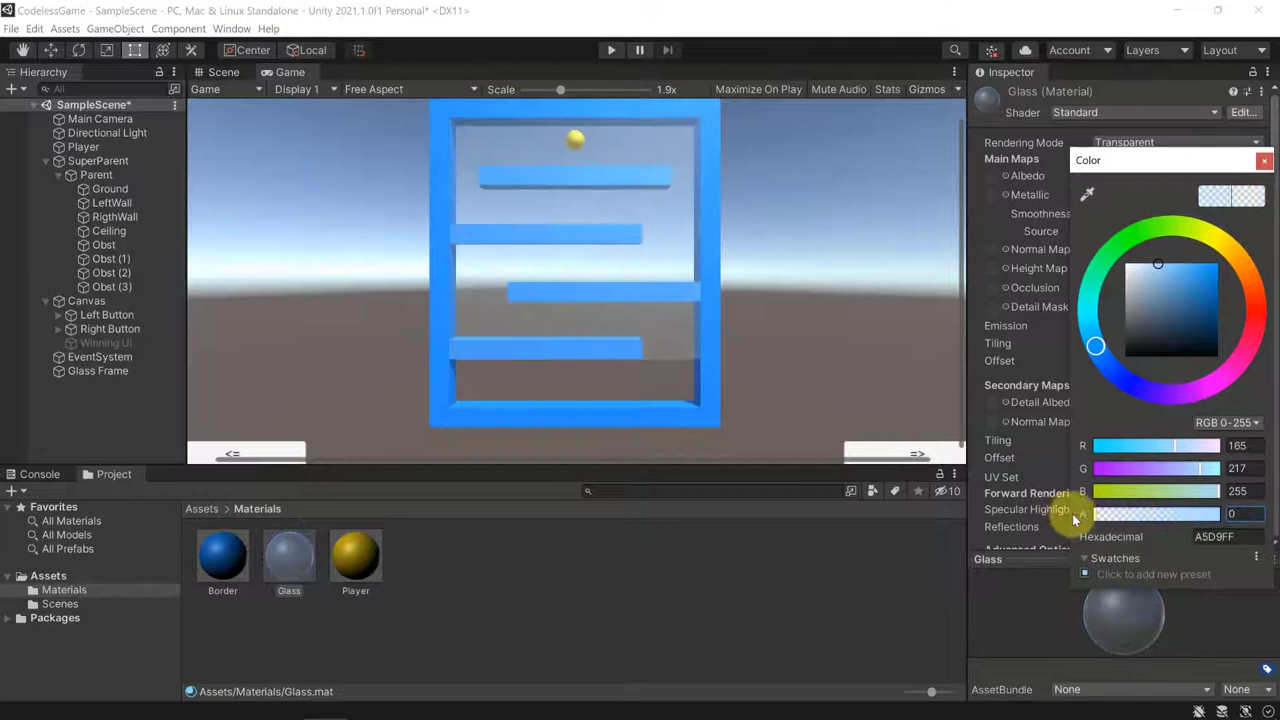 CodelessGame - SampleScene - PC, Mac & Linux Standalone - Unity 2021.1.0f1 Personal* <DX11>
File Edit Assets GameObject Component Window Help
Center Local Account Layers Layout
Hierarchy
All
SampleScene*
Main Camera
Directional Light
Player
SuperParent
Parent
Ground
LeftWall
RigthWall
Ceiling
Obst
Obst (1)
Obst (2)
Obst (3)
Canvas
Left Button
Right Button
Winning UI
EventSystem
Glass Frame
Scene Game
Game Display 1 Free Aspect Scale 1.9x Maximize On Play Mute Audio Stats Gizmos
<= =>
Inspector
Glass (Material)
Shader Standard Edit...
Rendering Mode Transparent
Main Maps
Albedo
Metallic
Smoothness
Source
Normal Map
Height Map
Occlusion
Detail Mask
Emission
Tiling
Offset
Secondary Maps
Detail Albed
Normal Map
Tiling
Offset
UV Set
Forward Renderi
Specular Highligh
Reflections
Advanced Optio
Color
RGB 0-255
R 165
G 217
B 255
A 0
Hexadecimal A5D9FF
Swatches
Click to add new preset
Glass
AssetBundle None None
Console Project
10
Favorites
All Materials
All Models
All Prefabs
Assets
Materials
Scenes
Packages
Assets > Materials
Border Glass Player
Assets/Materials/Glass.mat